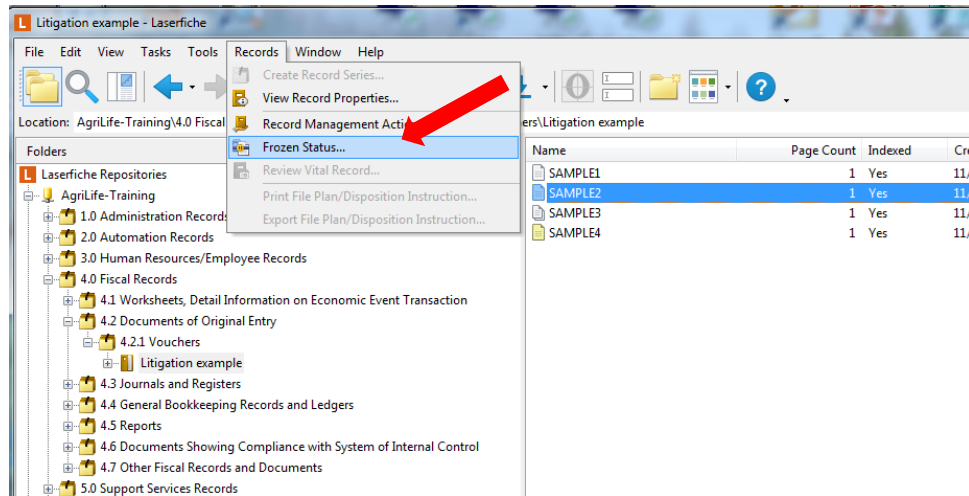 Litigation example - Laserfiche
File Edit View Tasks Tools Records Window Help
Create Record Series...
View Record Properties...
Record Management Acti
Frozen Status...
Review Vital Record...
Print File Plan/Disposition Instruction...
Export File Plan/Disposition Instruction...
Location: AgriLife-Training\4.0 Fiscal ers\Litigation example
Folders
Laserfiche Repositories
AgriLife-Training
1.0 Administration Records
2.0 Automation Records
3.0 Human Resources/Employee Records
4.0 Fiscal Records
4.1 Worksheets, Detail Information on Economic Event Transaction
4.2 Documents of Original Entry
4.2.1 Vouchers
Litigation example
4.3 Journals and Registers
4.4 General Bookkeeping Records and Ledgers
4.5 Reports
4.6 Documents Showing Compliance with System of Internal Control
4.7 Other Fiscal Records and Documents
5.0 Support Services Records
Name Page Count Indexed Cre
SAMPLE1 1 Yes 11/
SAMPLE2 1 Yes 11/
SAMPLE3 1 Yes 11/
SAMPLE4 1 Yes 11/